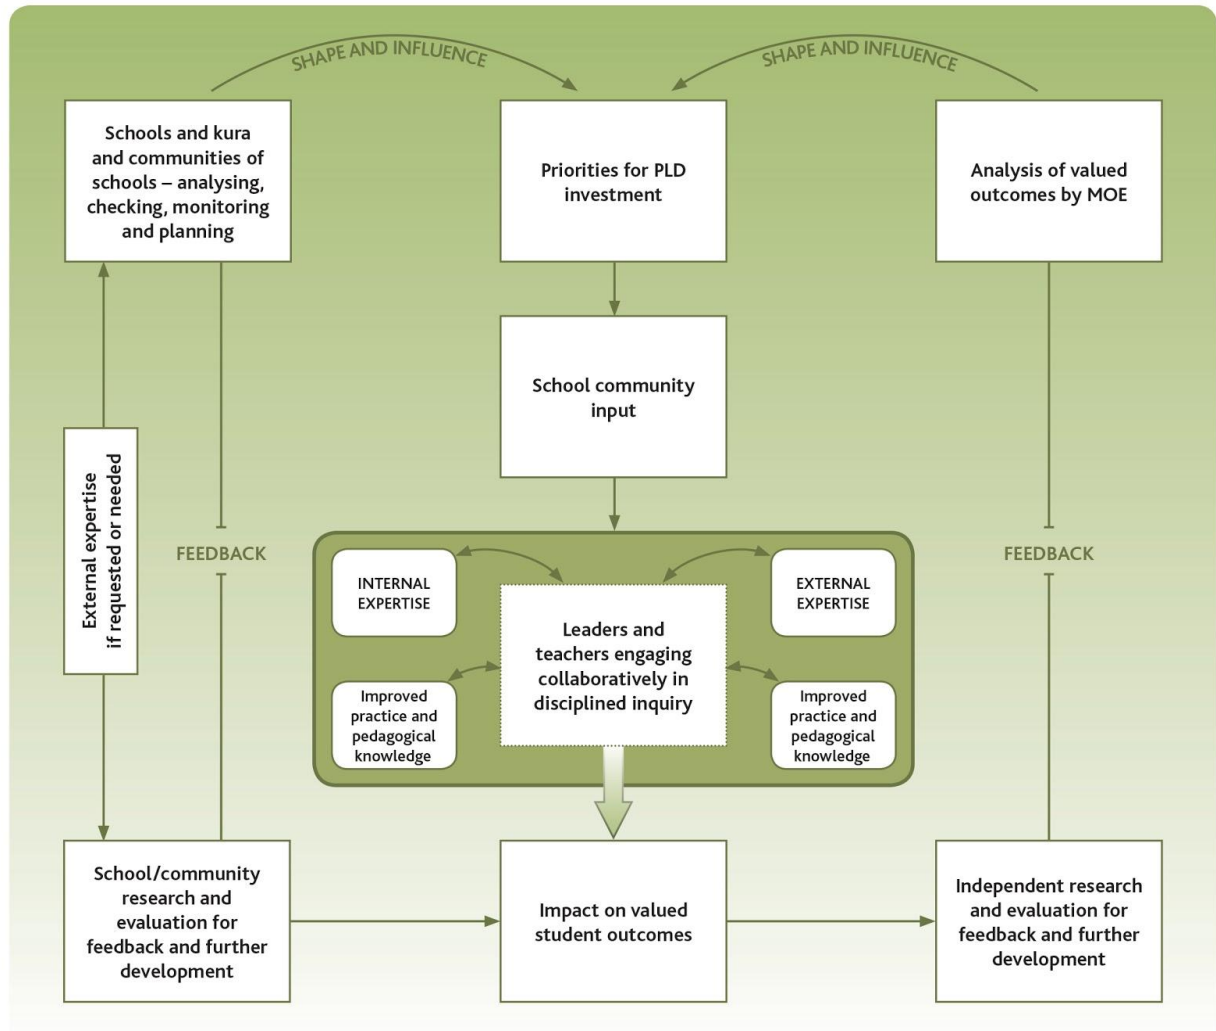 SHAPE AND INFLUENCE
SHAPE AND INFLUENCE
Schools and kura
and communities of
schools – analysing,
checking, monitoring
and planning
Priorities for PLD
investment
Analysis of valued
outcomes by MOE
School community
input
External expertise
if requested or needed
FEEDBACK
FEEDBACK
INTERNAL
EXPERTISE
EXTERNAL
EXPERTISE
Leaders and
teachers engaging
collaboratively in
disciplined inquiry
Improved
practice and
pedagogical
knowledge
Improved
practice and
pedagogical
knowledge
School/community
research and
evaluation for
feedback and further
development
Impact on valued
student outcomes
Independent research
and evaluation for
feedback and further
development